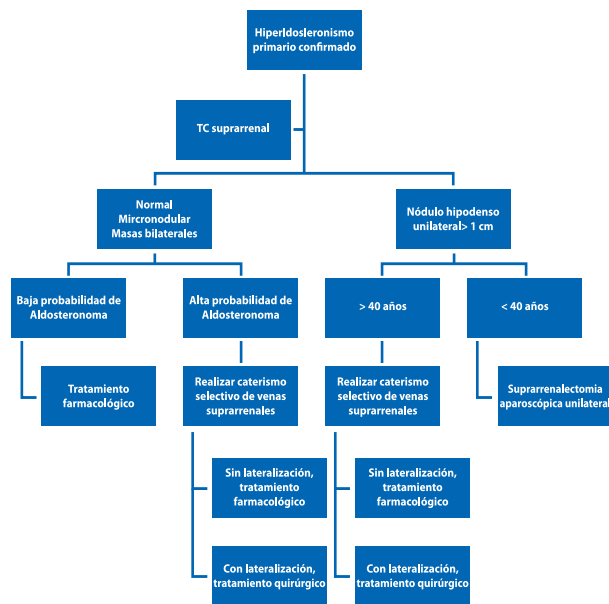 Hiperldosleronismo
primario confirmado
TC suprarrenal
Normal
Mircronodular
Masas bilaterales
Nódulo hipodenso
unilateral> 1 cm
Baja probabilidad de
Aldosteronoma
Alta probabilidad de
Aldosteronoma
> 40 años
< 40 años
Tratamiento
farmacológico
Realizar caterismo
selectivo de venas
suprarrenales
Realizar caterismo
selectivo de venas
suprarrenales
Suprarrenalectomia
aparoscópica unilateral
Sin lateralización,
tratamiento
farmacológico
Sin lateralización,
tratamiento
farmacológico
Con lateralización,
tratamiento quirúrgico
Con lateralización,
tratamiento quirúrgico